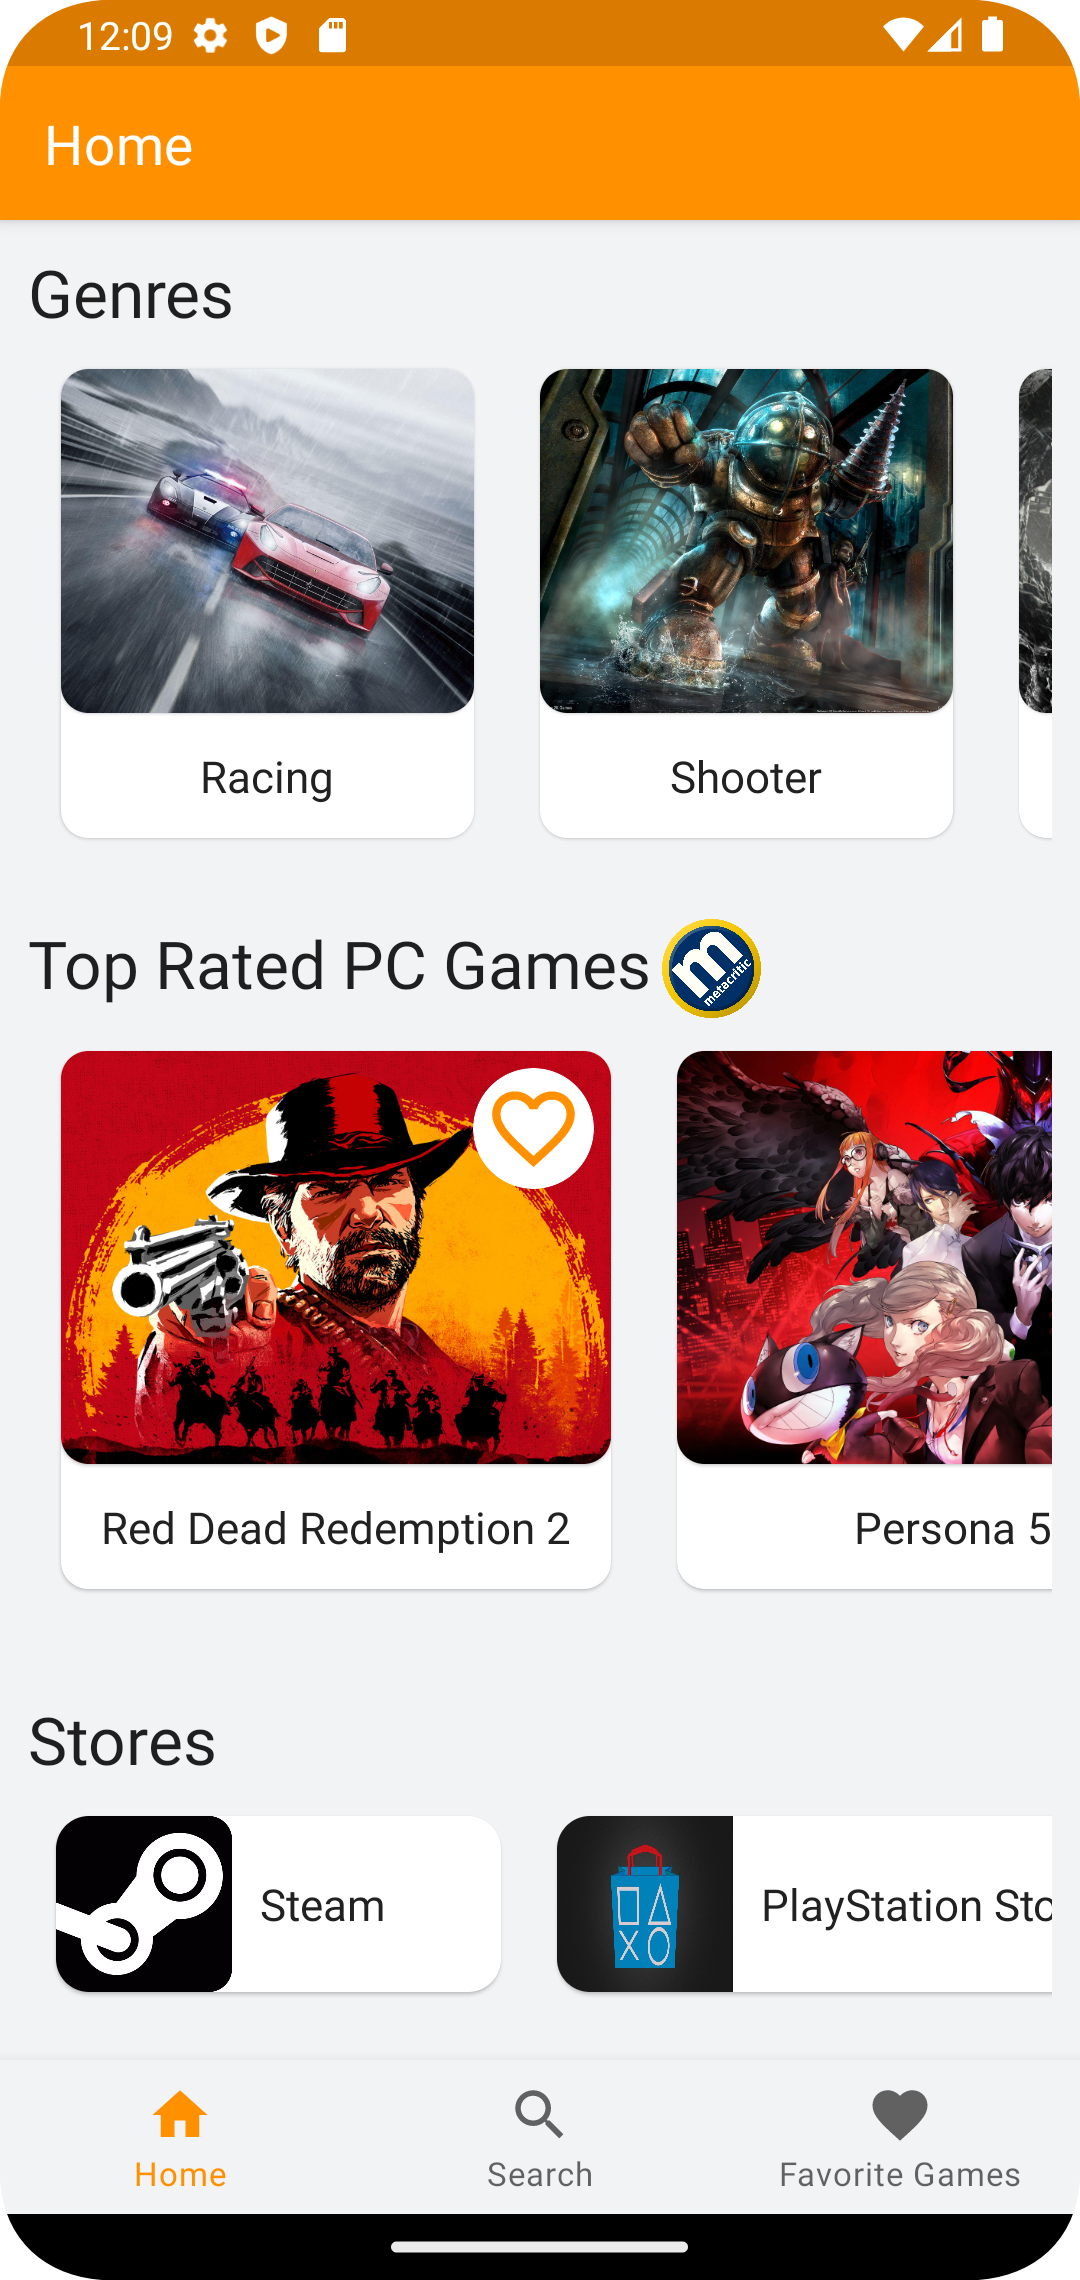 12:09
Home
Genres
Racing
Shooter
Top Rated PC Games
m
metacritic
Red Dead Redemption 2
Persona 5
Stores
Steam
PlayStation Sto
Home
Search
Favorite Games